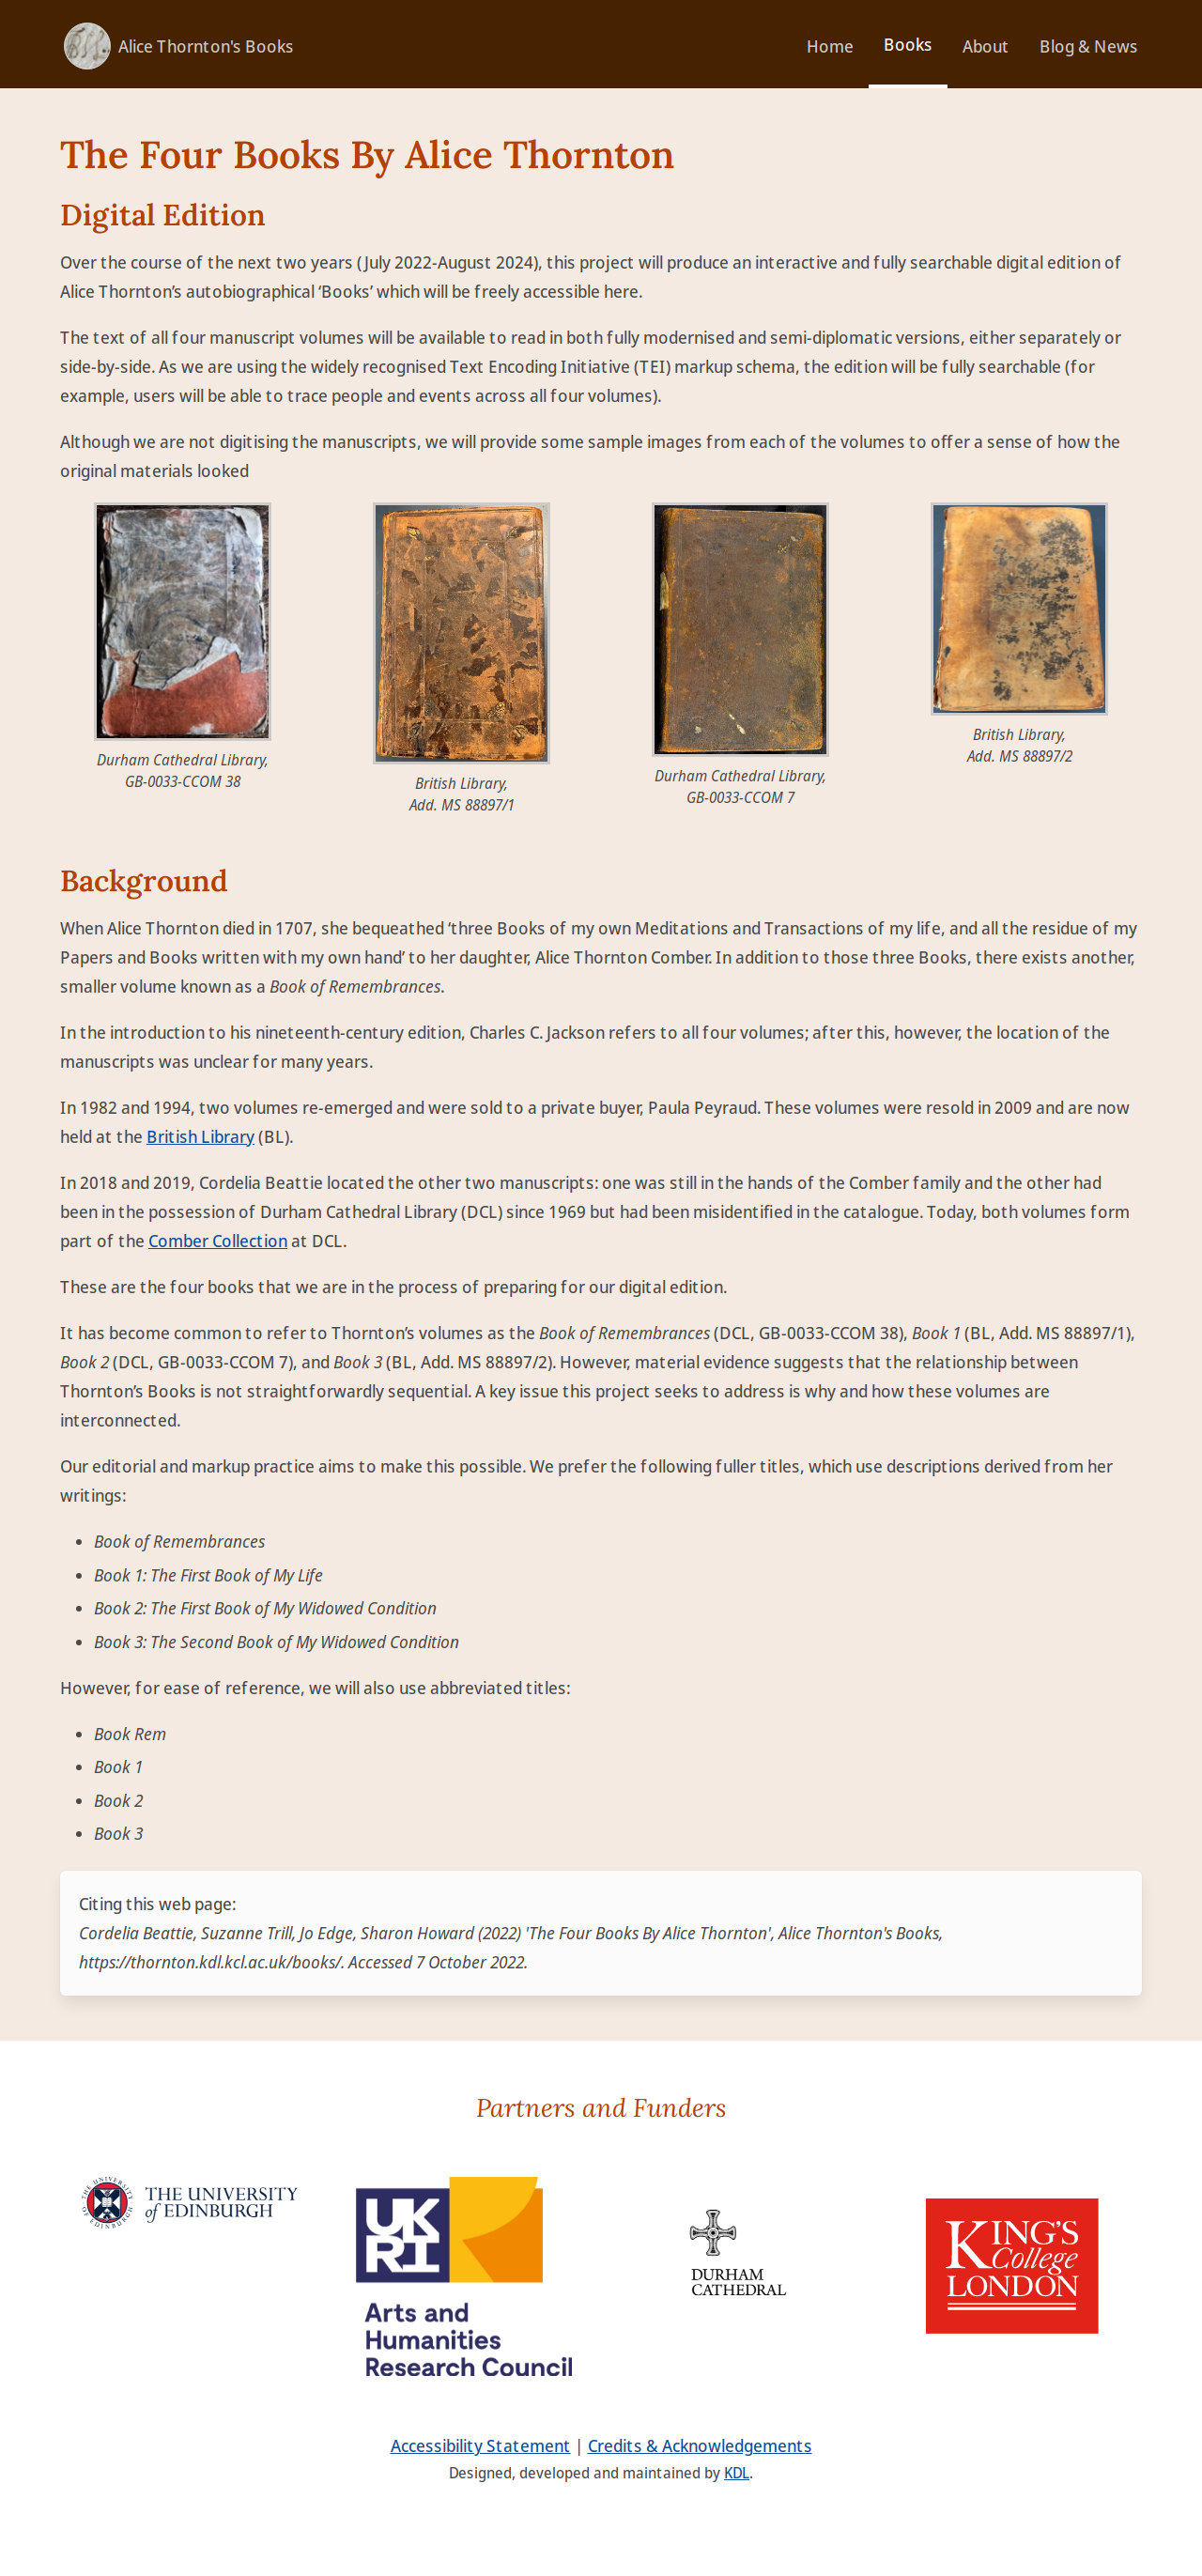 Alice Thornton's Books
Home
Books
About
Blog & News
The Four Books By Alice Thornton
Digital Edition
Over the course of the next two years (July 2022-August 2024), this project will produce an interactive and fully searchable digital edition of
Alice Thornton’s autobiographical ‘Books’ which will be freely accessible here.
The text of all four manuscript volumes will be available to read in both fully modernised and semi-diplomatic versions, either separately or
side-by-side. As we are using the widely recognised Text Encoding Initiative (TEI) markup schema, the edition will be fully searchable (for
example, users will be able to trace people and events across all four volumes).
Although we are not digitising the manuscripts, we will provide some sample images from each of the volumes to offer a sense of how the
original materials looked
Durham Cathedral Library,
GB-0033-CCOM 38
British Library,
Add. MS 88897/1
Durham Cathedral Library,
GB-0033-CCOM 7
British Library,
Add. MS 88897/2
Background
When Alice Thornton died in 1707, she bequeathed ‘three Books of my own Meditations and Transactions of my life, and all the residue of my
Papers and Books written with my own hand’ to her daughter, Alice Thornton Comber. In addition to those three Books, there exists another,
smaller volume known as a Book of Remembrances.
In the introduction to his nineteenth-century edition, Charles C. Jackson refers to all four volumes; after this, however, the location of the
manuscripts was unclear for many years.
In 1982 and 1994, two volumes re-emerged and were sold to a private buyer, Paula Peyraud. These volumes were resold in 2009 and are now
held at the British Library (BL).
In 2018 and 2019, Cordelia Beattie located the other two manuscripts: one was still in the hands of the Comber family and the other had
been in the possession of Durham Cathedral Library (DCL) since 1969 but had been misidentified in the catalogue. Today, both volumes form
part of the Comber Collection at DCL.
These are the four books that we are in the process of preparing for our digital edition.
It has become common to refer to Thornton’s volumes as the Book of Remembrances (DCL, GB-0033-CCOM 38), Book 1 (BL, Add. MS 88897/1),
Book 2 (DCL, GB-0033-CCOM 7), and Book 3 (BL, Add. MS 88897/2). However, material evidence suggests that the relationship between
Thornton’s Books is not straightforwardly sequential. A key issue this project seeks to address is why and how these volumes are
interconnected.
Our editorial and markup practice aims to make this possible. We prefer the following fuller titles, which use descriptions derived from her
writings:
• Book of Remembrances
• Book 1: The First Book of My Life
• Book 2: The First Book of My Widowed Condition
• Book 3: The Second Book of My Widowed Condition
However, for ease of reference, we will also use abbreviated titles:
• Book Rem
• Book 1
• Book 2
• Book 3
Citing this web page:
Cordelia Beattie, Suzanne Trill, Jo Edge, Sharon Howard (2022) 'The Four Books By Alice Thornton', Alice Thornton's Books,
https://thornton.kdl.kcl.ac.uk/books/. Accessed 7 October 2022.
Partners and Funders
THE UNIVERSITY OF EDINBURGH
THE UNIVERSITY
of EDINBURGH
UK
RI
Arts and
Humanities
Research Council
DURHAM
CATHEDRAL
KING'S
College
LONDON
Accessibility Statement | Credits & Acknowledgements
Designed, developed and maintained by KDL.